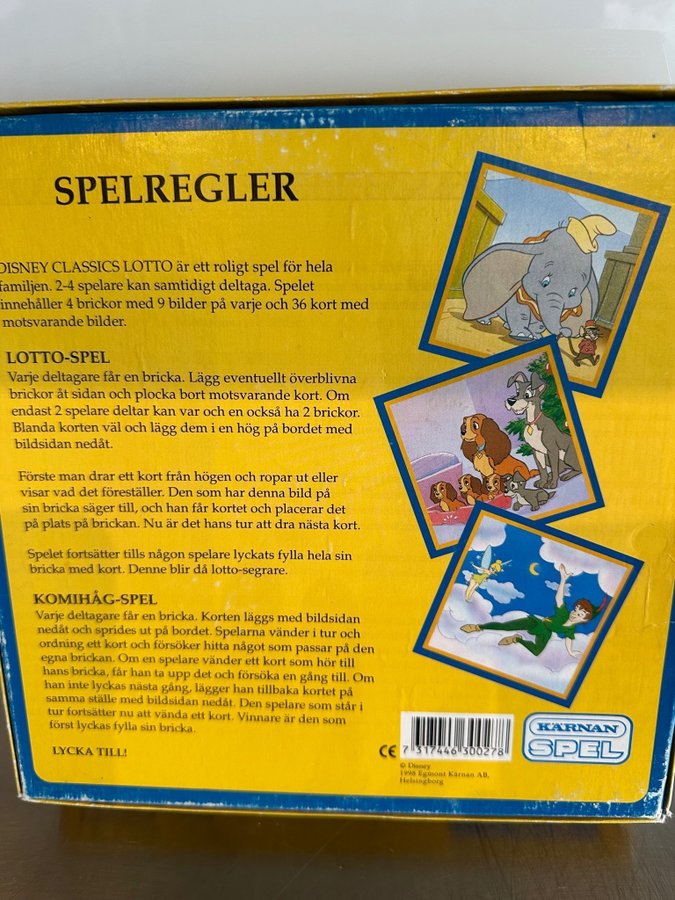 SPELREGLER
DISNEY CLASSICS LOTTO är ett roligt spel för hela
familjen. 2-4 spelare kan samtidigt deltaga. Spelet
innehåller 4 brickor med 9 bilder på varje och 36 kort med
motsvarande bilder.
LOTTO-SPEL
Varje deltagare får en bricka. Lägg eventuellt överblivna
brickor åt sidan och plocka bort motsvarande kort. Om
endast 2 spelare deltar kan var och en också ha 2 brickor.
Blanda korten väl och lägg dem i en hög på bordet med
bildsidan nedåt.
Förste man drar ett kort från högen och ropar ut eller
visar vad det föreställer. Den som har denna bild på
sin bricka säger till, och han får kortet och placerar det
på plats på brickan. Nu är det hans tur att dra nästa kort.
Spelet fortsätter tills någon spelare lyckats fylla hela sin
bricka med kort. Denne blir då lotto-segrare.
KOMIHÅG-SPEL
Varje deltagare får en bricka. Korten läggs med bildsidan
nedåt och sprides ut på bordet. Spelarna vänder i tur och
ordning ett kort och försöker hitta något som passar på den
egna brickan. Om en spelare vänder ett kort som hör till
hans bricka, får han ta upp det och försöka en gång till. Om
han inte lyckas nästa gång, lägger han tillbaka kortet på
samma ställe med bildsidan nedåt. Den spelare som står i
tur fortsätter nu att vända ett kort. Vinnare är den som
först lyckas fylla sin bricka.
LYCKA TILL!
CE 7 317446 300278
© Disney
1998 Egmont Kärnan AB,
Helsingborg
KÄRNAN
SPEL